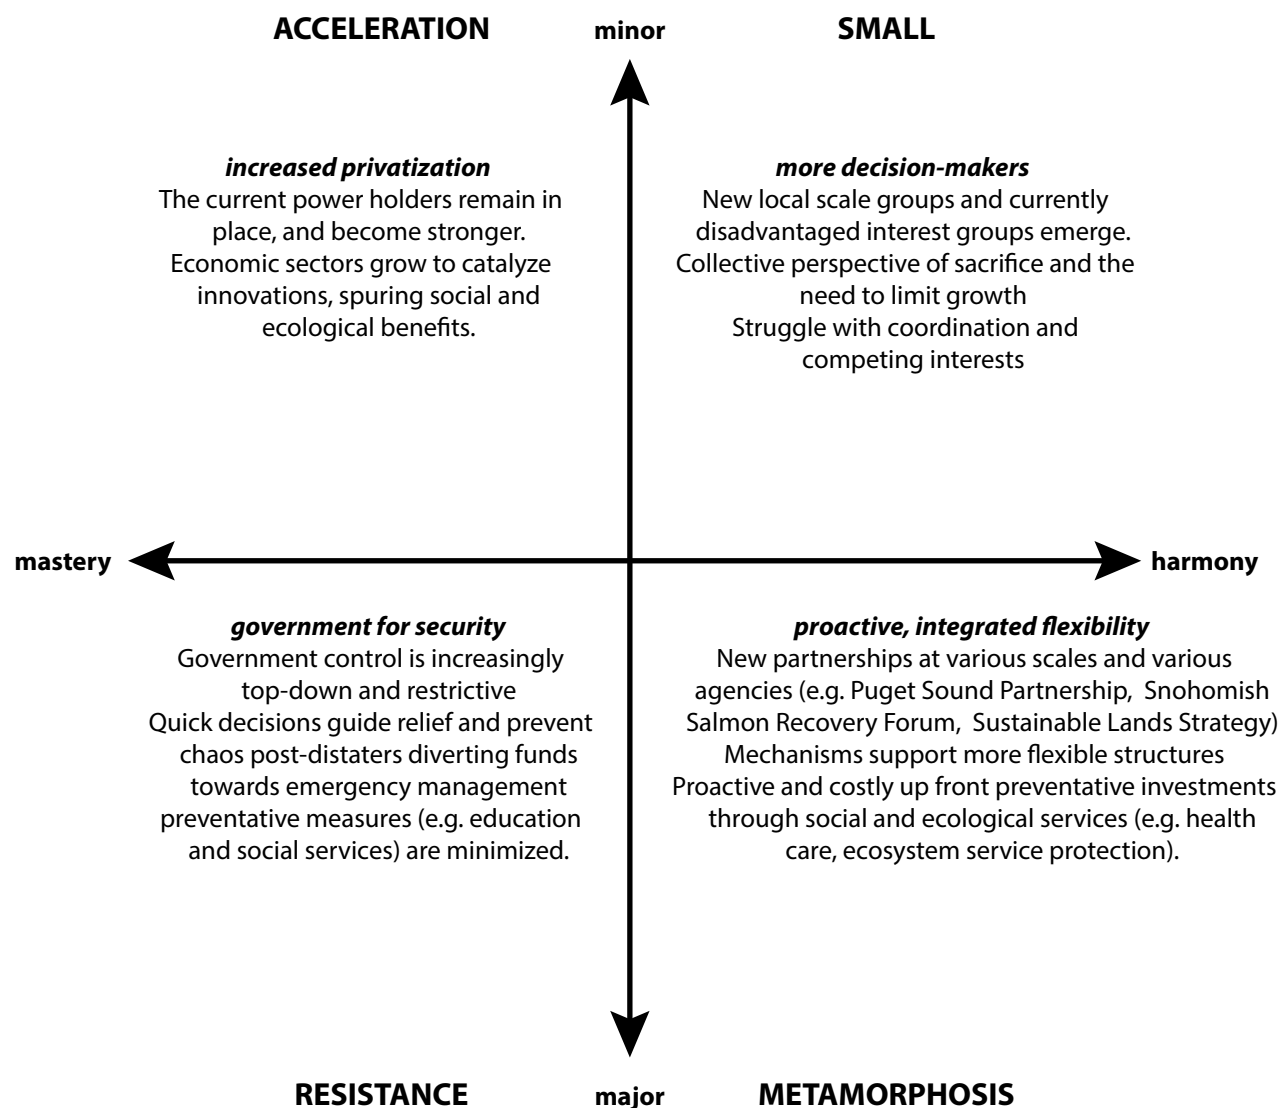 ACCELERATION
minor
SMALL
increased privatization
The current power holders remain in
place, and become stronger.
Economic sectors grow to catalyze
innovations, spuring social and
ecological benefits.
more decision-makers
New local scale groups and currently
disadvantaged interest groups emerge.
Collective perspective of sacrifice and the
need to limit growth
Struggle with coordination and
competing interests
mastery
harmony
government for security
Government control is increasingly
top-down and restrictive
Quick decisions guide relief and prevent
chaos post-distaters diverting funds
towards emergency management
preventative measures (e.g. education
and social services) are minimized.
proactive, integrated flexibility
New partnerships at various scales and various
agencies (e.g. Puget Sound Partnership, Snohomish
Salmon Recovery Forum, Sustainable Lands Strategy)
Mechanisms support more flexible structures
Proactive and costly up front preventative investments
through social and ecological services (e.g. health
care, ecosystem service protection).
RESISTANCE
major
METAMORPHOSIS